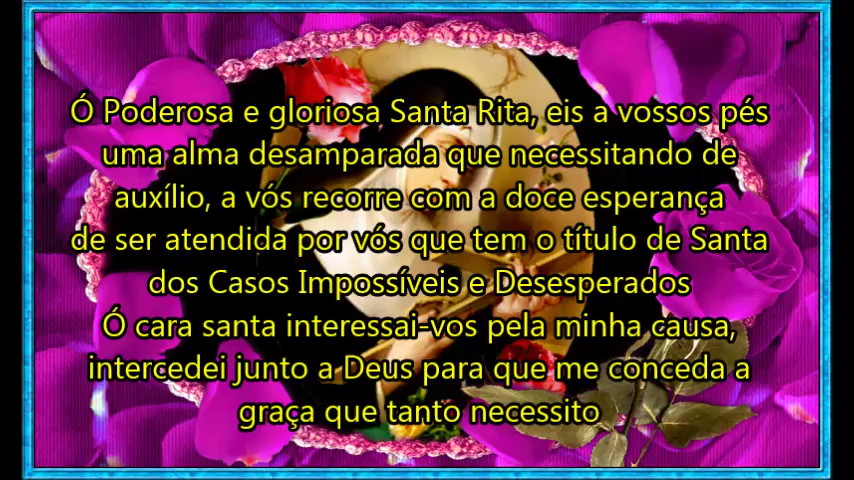 Ó Poderosa e gloriosa Santa Rita, eis a vossos pés
uma alma desamparada que necessitando de
auxílio, a vós recorre com a doce esperança
de ser atendida por vós que tem o título de Santa
dos Casos Impossíveis e Desesperados
Ó cara santa interessai-vos pela minha causa,
intercedei junto a Deus para que me conceda a
graça que tanto necessito